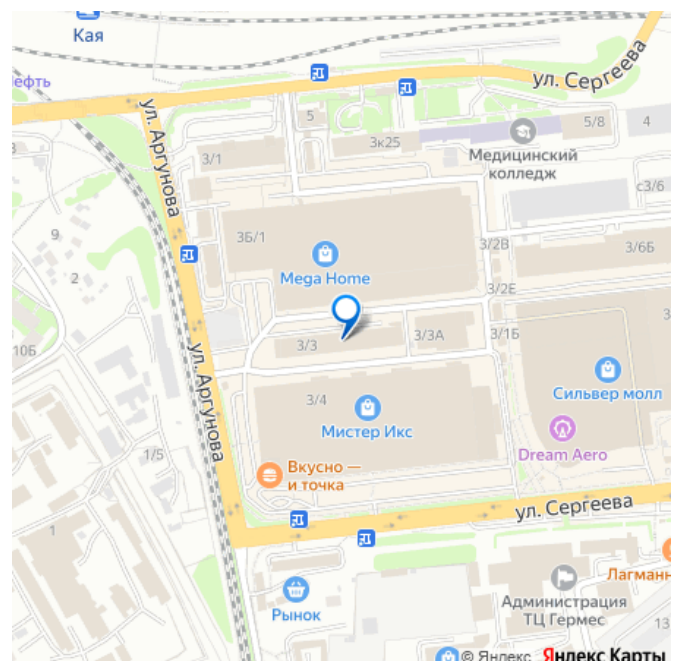 Кая
ул. Сергеева
ефть
ул. Аргунова
5
5/8
4
3к25
3/1
Медицинский
колледж
с3/6
9
3Б/1
3/2В
3/6Б
2
Mega Home
3/2Е
3
10Б
3/3
3/3А
3/1Б
ул. Аргунова
Сильвер молл
3/4
Мистер Икс
1/5
Dream Aero
Вкусно —
и точка
ул. Сергеева
1
Лагманн
Рынок
Администрация
ТЦ Гермес
13
© Яндекс Яндекс Карты